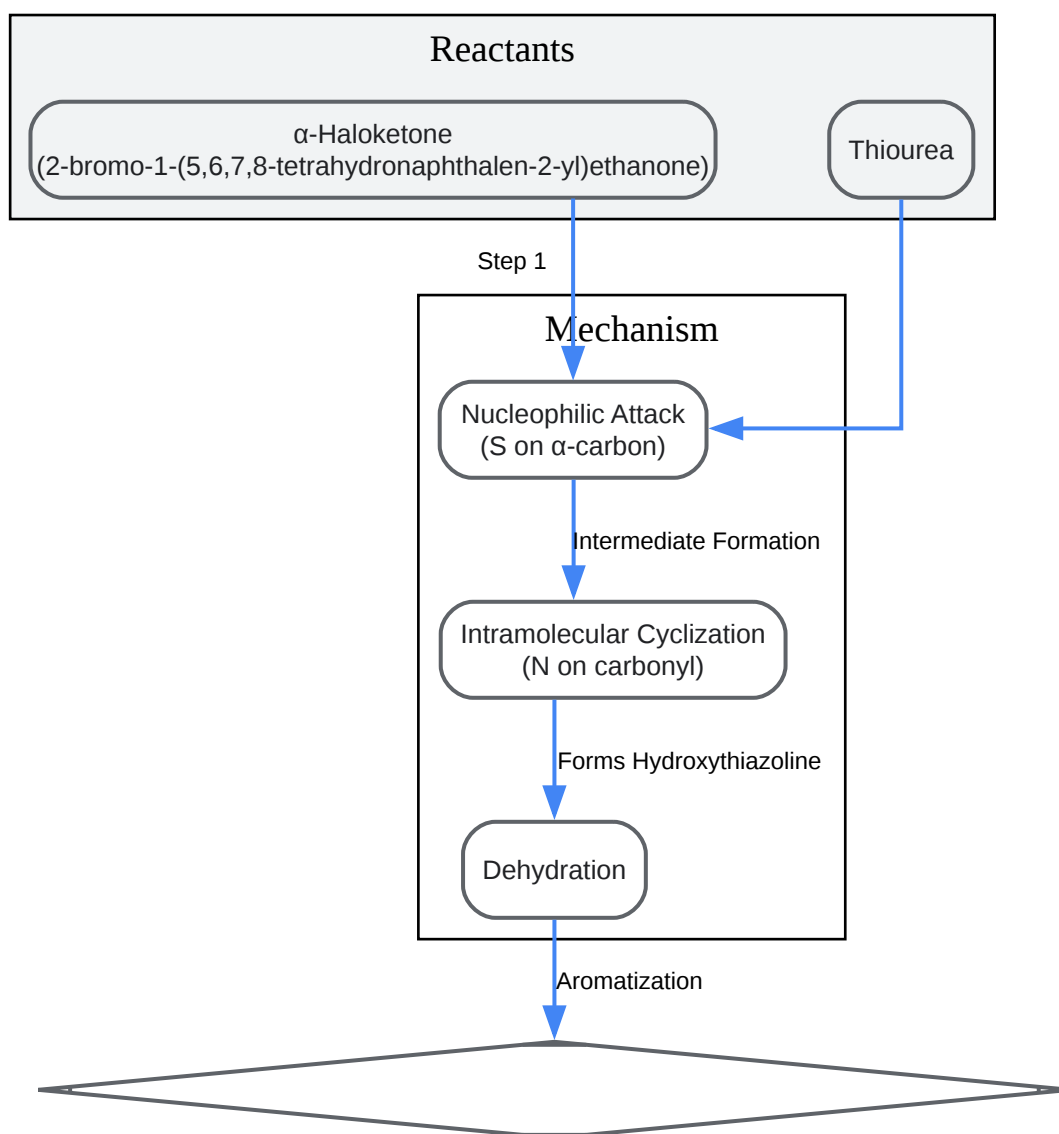 Reactants
α-Haloketone
(2-bromo-1-(5,6,7,8-tetrahydronaphthalen-2-yl)ethanone)
Thiourea
Step 1
Mechanism
Nucleophilic Attack
(S on α-carbon)
Intermediate Formation
Intramolecular Cyclization
(N on carbonyl)
Forms Hydroxythiazoline
Dehydration
Aromatization